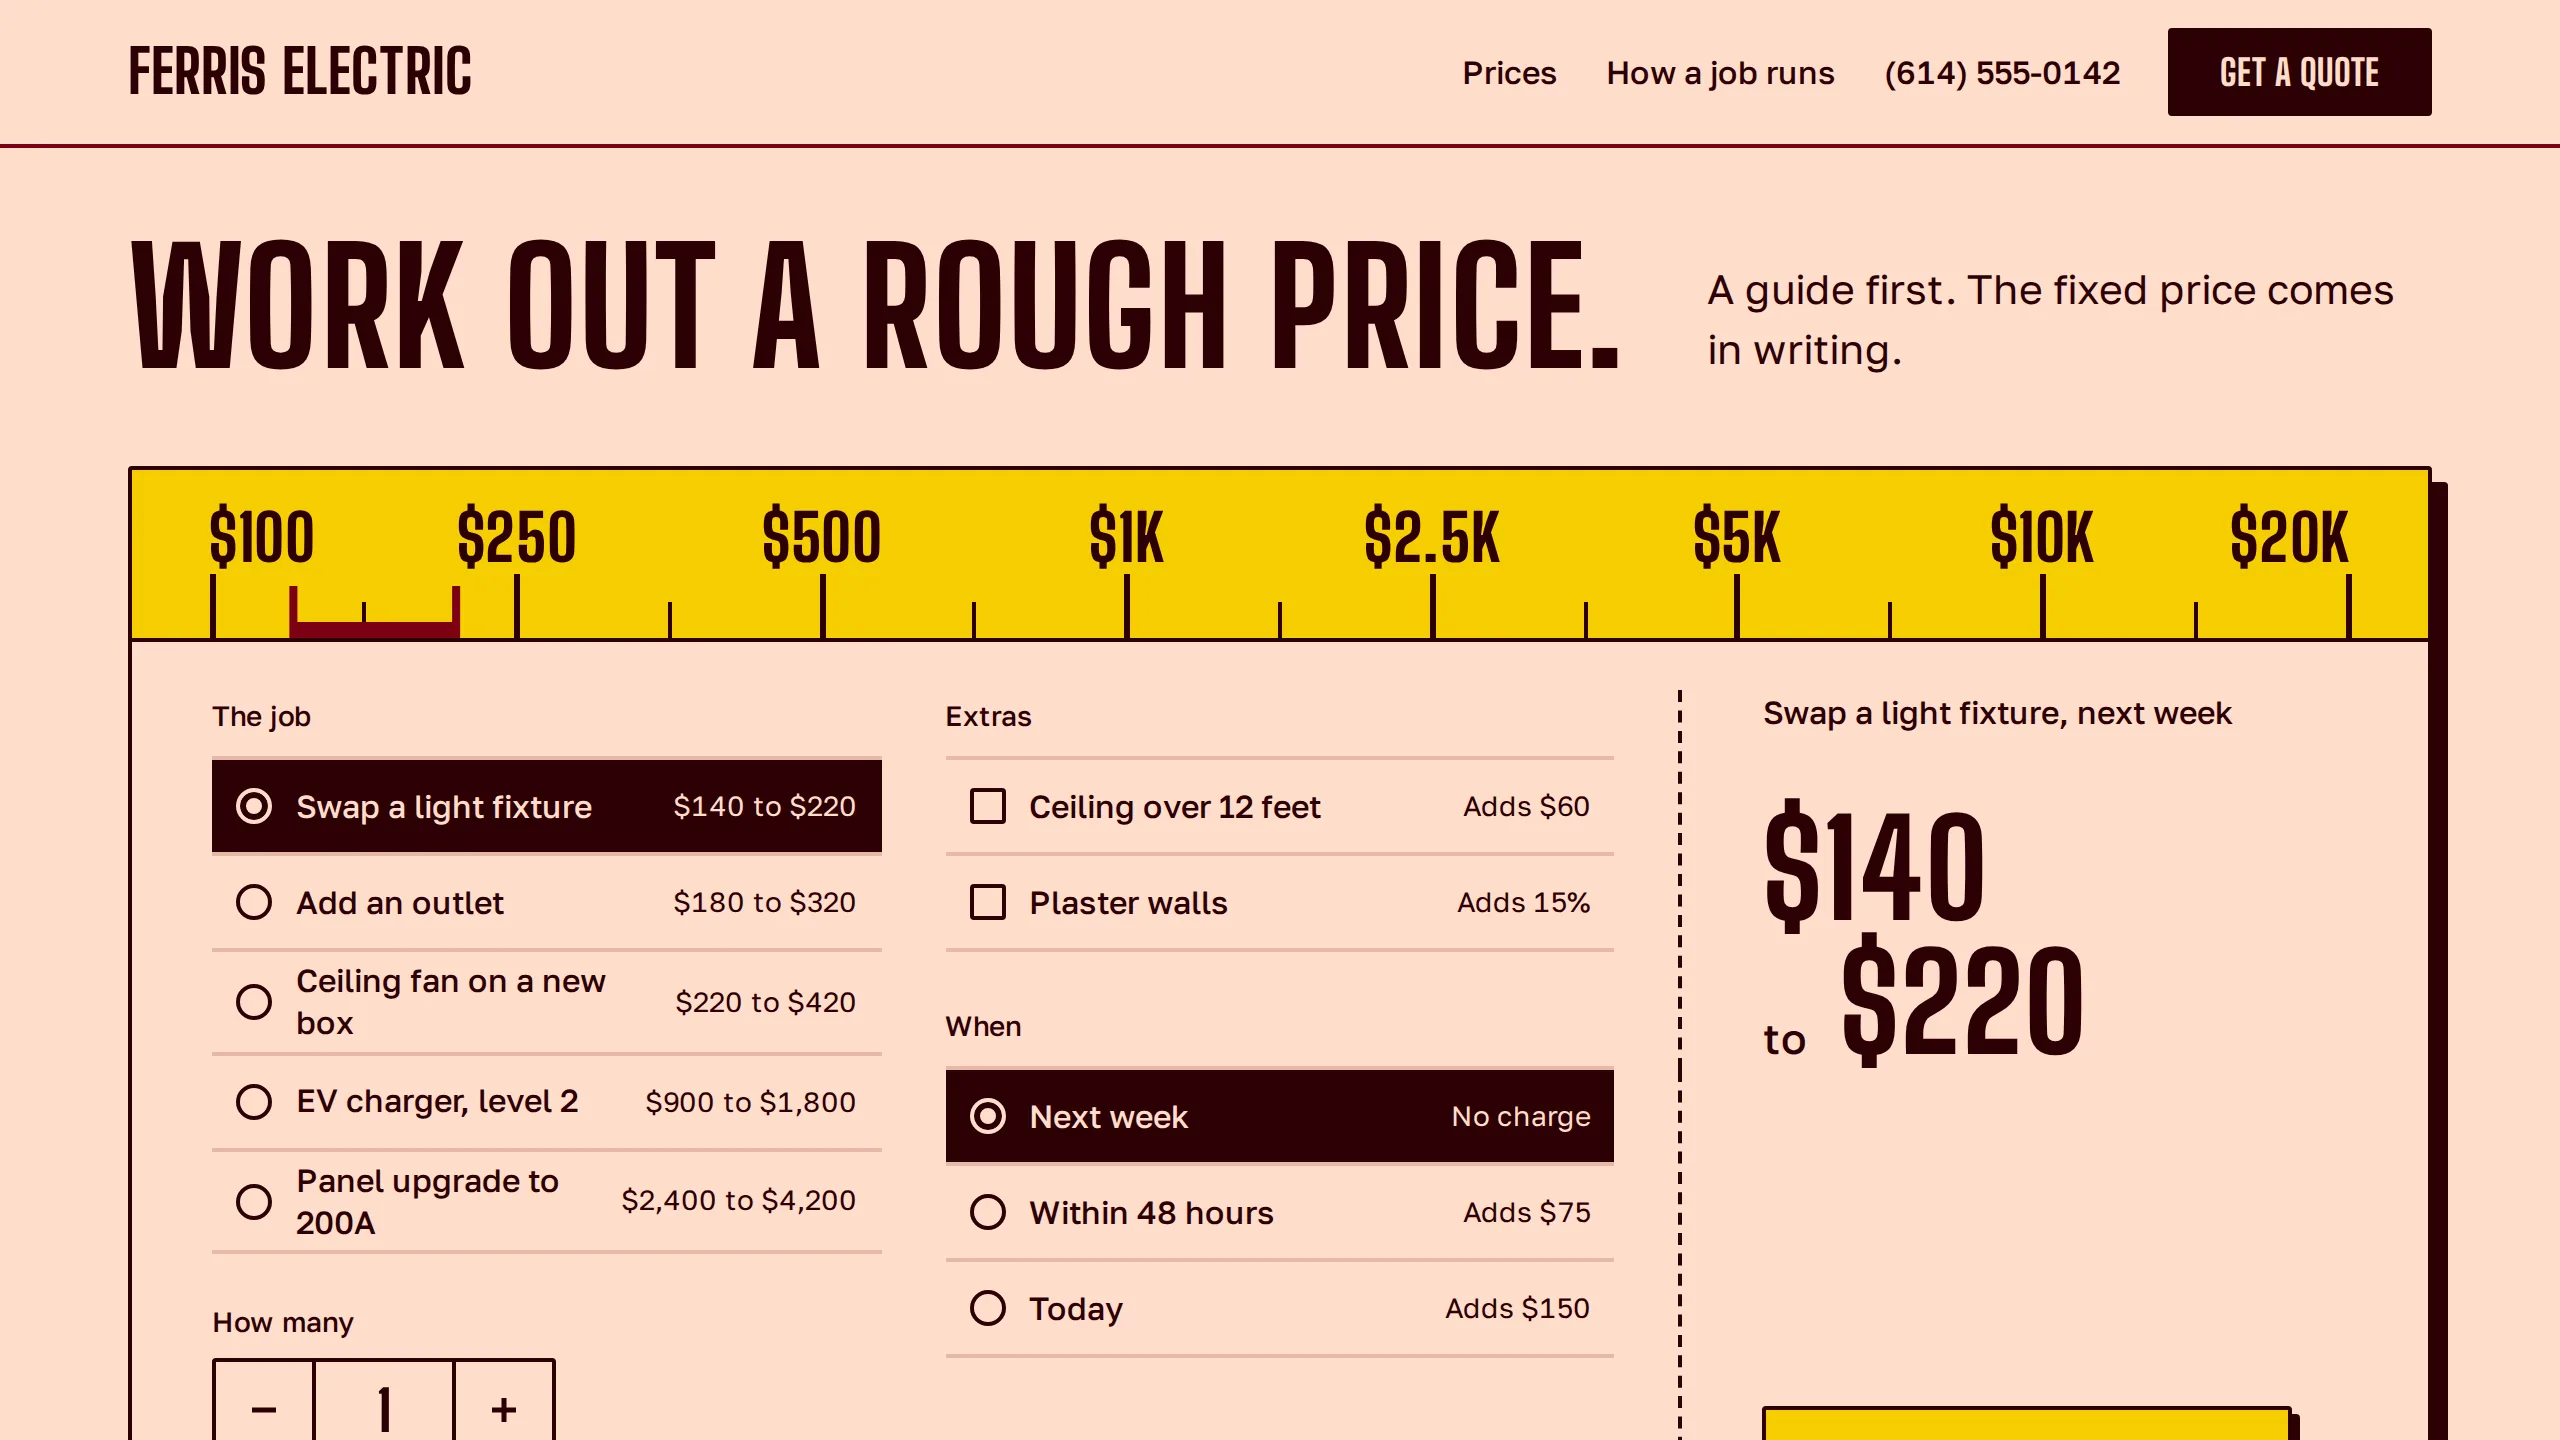 FERRIS ELECTRIC
Prices
How a job runs
(614) 555-0142
GET A QUOTE
WORK OUT A ROUGH PRICE.
A guide first. The fixed price comes
in writing.
$100 $250 $500 $1K $2.5K $5K $10K $20K
The job
Swap a light fixture $140 to $220
Add an outlet $180 to $320
Ceiling fan on a new
box
$220 to $420
EV charger, level 2 $900 to $1,800
Panel upgrade to
200A
$2,400 to $4,200
How many
− 1 +
Extras
Ceiling over 12 feet Adds $60
Plaster walls Adds 15%
When
Next week No charge
Within 48 hours Adds $75
Today Adds $150
Swap a light fixture, next week
$140
to $220